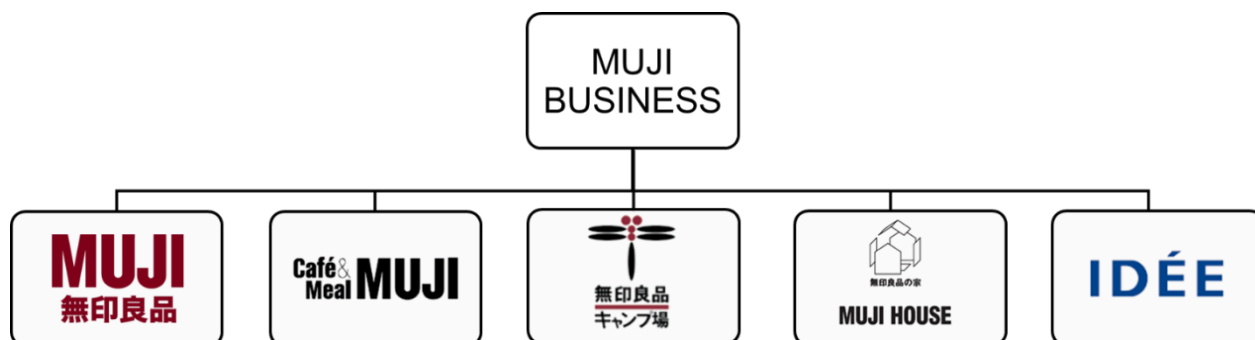 MUJI
BUSINESS
MUJI
無印良品
Café&
Meal MUJI
無印良品
キャンプ場
無印良品の家
MUJI HOUSE
IDÉE